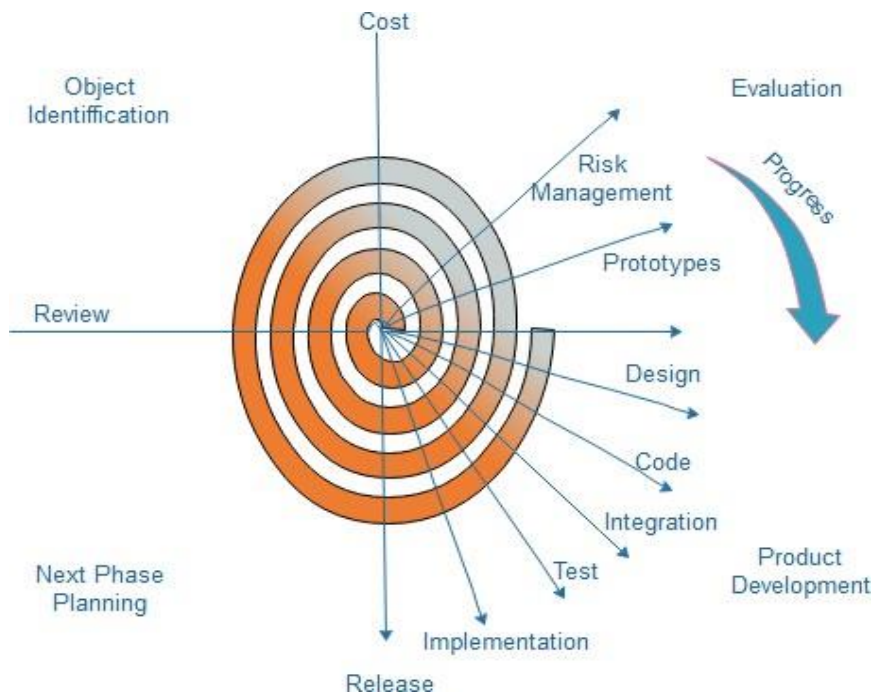 Cost
Object
Identiffication
Evaluation
Progress
Risk
Management
Prototypes
Review
Design
Code
Integration
Test
Product
Development
Next Phase
Planning
Implementation
Release